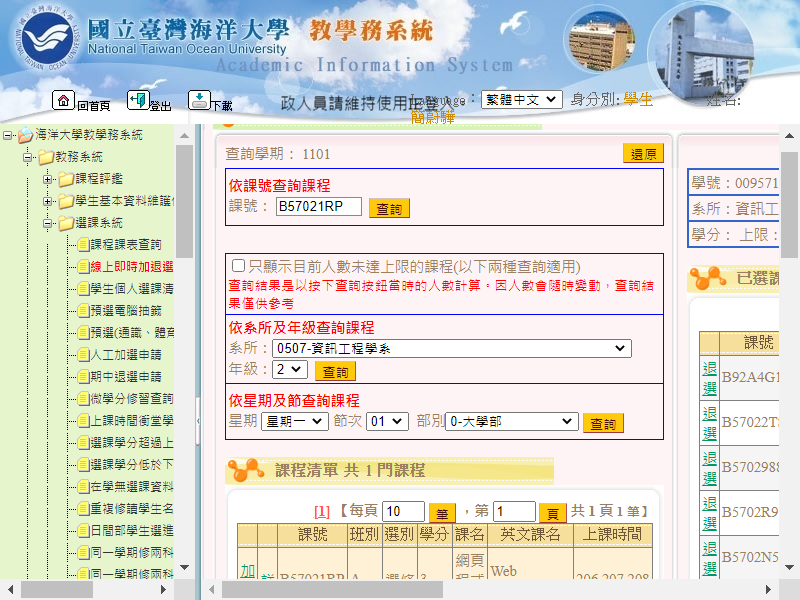 國立臺灣海洋大學 教學務系統
National Taiwan Ocean University
Academic Information System
回首頁 登出 下載
政人員請維持使用IE登入
Language : 繁體中文 身分別: 學生
簡蔚驊
姓名:
海洋大學教學務系統
教務系統
課程評鑑
學生基本資料維護
選課系統
課程課表查詢
線上即時加退選
學生個人選課清
預選電腦抽籤
預選(通識、體育
人工加選申請
期中退選申請
微學分修習查詢
上課時間衝堂學
選課學分超過上
選課學分低於下
在學無選課資料
重複修讀學生名
日間部學生選進
同一學期修兩科
同一學期修兩科
查詢學期： 1101
還原
依課號查詢課程
課號： B57021RP 查詢
只顯示目前人數未達上限的課程(以下兩種查詢適用)
查詢結果是以按下查詢按鈕當時的人數計算。因人數會隨時變動，查詢結
果僅供參考
依系所及年級查詢課程
系所： 0507-資訊工程學系
年級： 2 查詢
依星期及節查詢課程
星期 星期一 節次 01 部別 0-大學部 查詢
課程清單 共 1 門課程
[1] 【每頁 10 筆 ，第 1 頁 共 1 頁 1 筆】
課號 班別 選別 學分 課名 英文課名 上課時間
加 詳 B57021RP A 選修 3 網頁
程式 Web 206,207,208
學號：009571
系所：資訊工
學分： 上限：
已選課
課號
退選 B92A4G1
退選 B57022T
退選 B570298
退選 B5702R9
退選 B5702N5